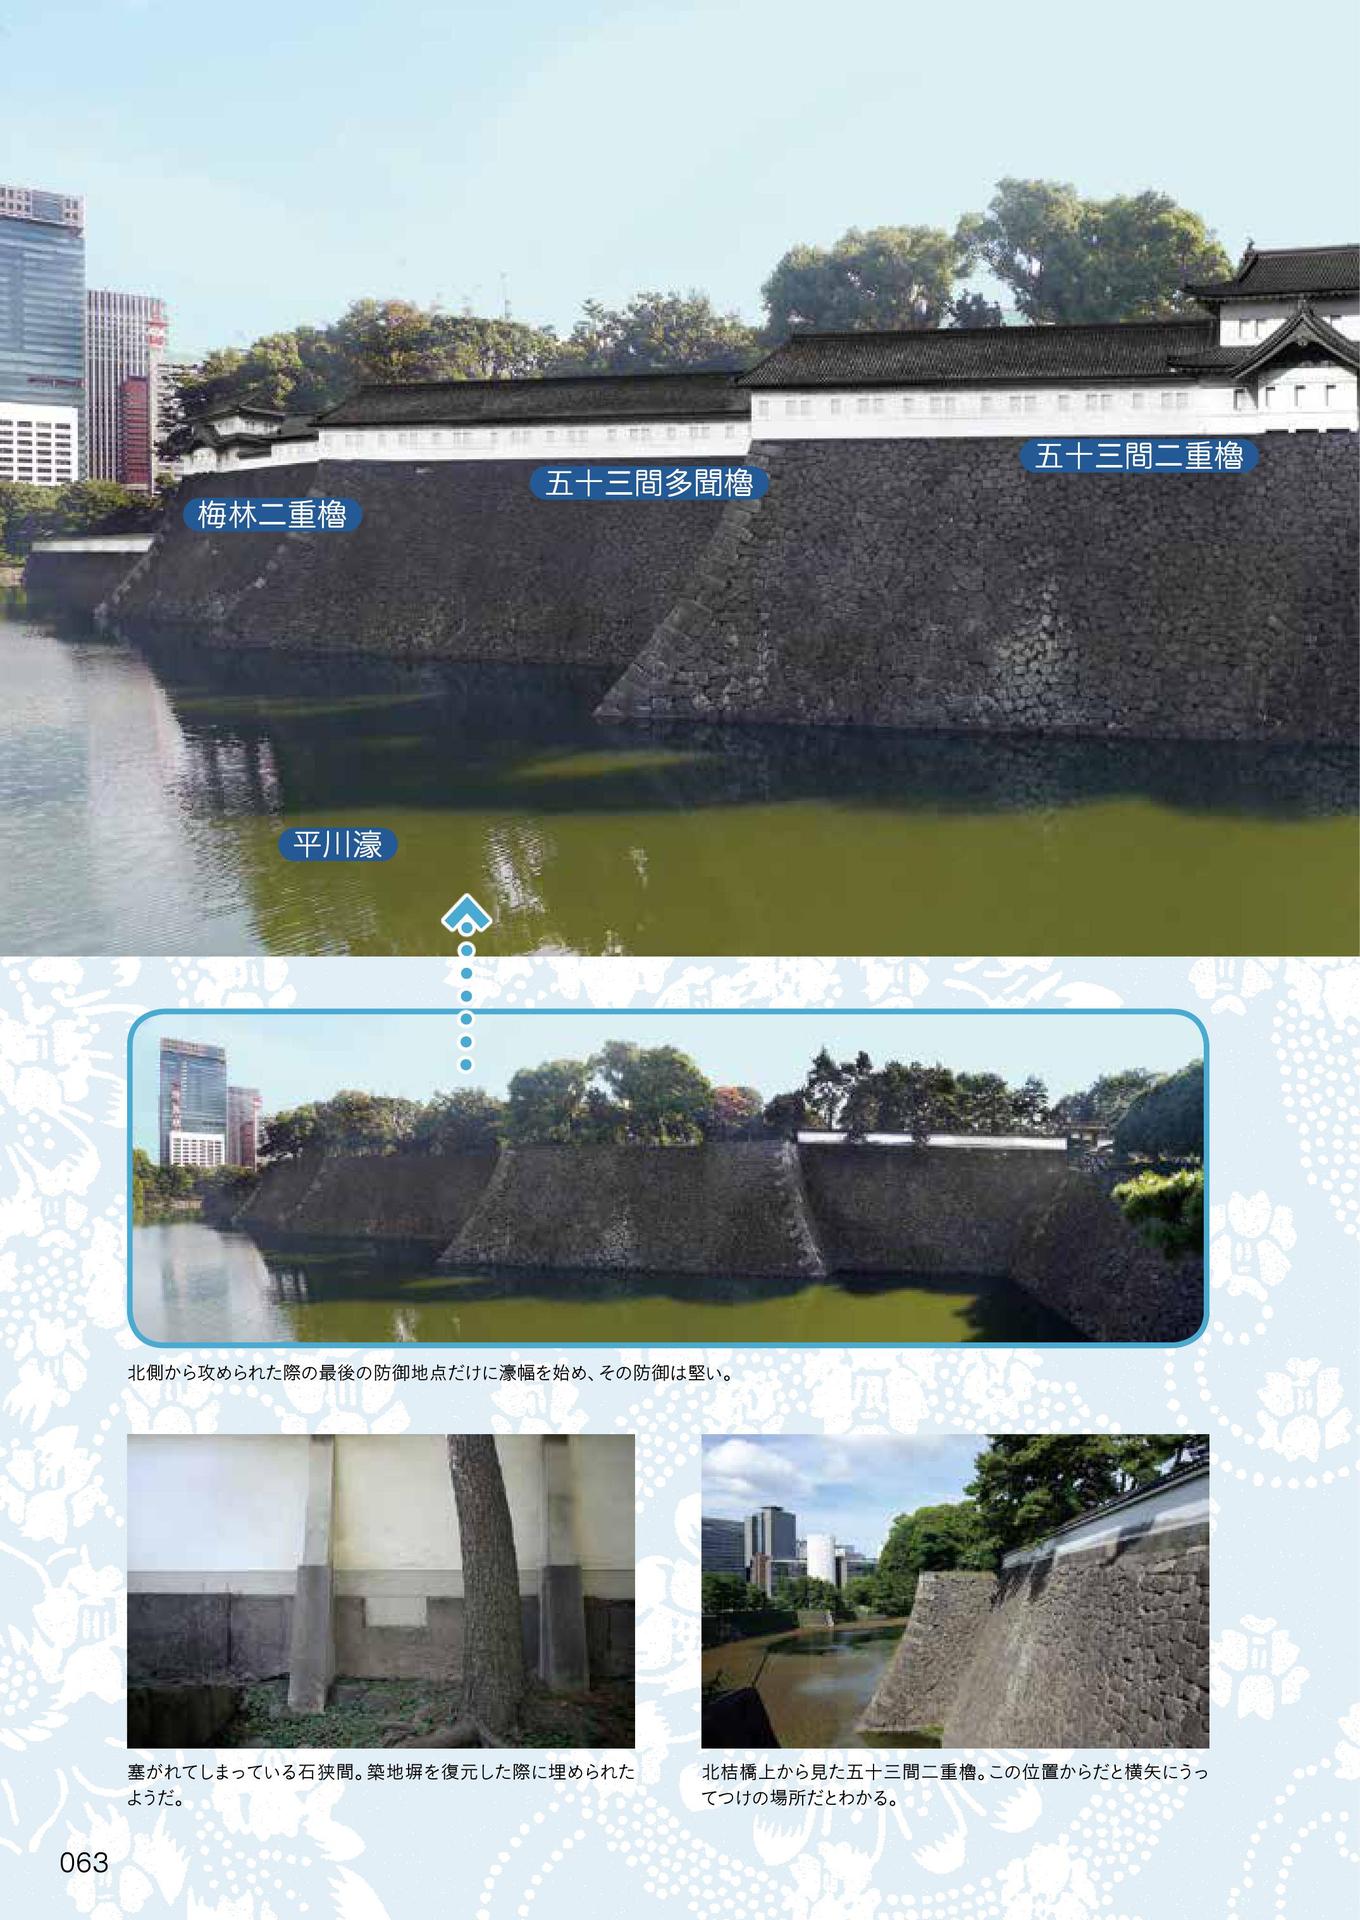 五十三間二重櫓
五十三間多聞櫓
梅林二重櫓
平川濠
北側から攻められた際の最後の防御地点だけに濠幅を始め、その防御は堅い。
塞がれてしまっている石狭間。築地塀を復元した際に埋められた
ようだ。
北桔橋上から見た五十三間二重櫓。この位置からだと横矢にうっ
てつけの場所だとわかる。
063